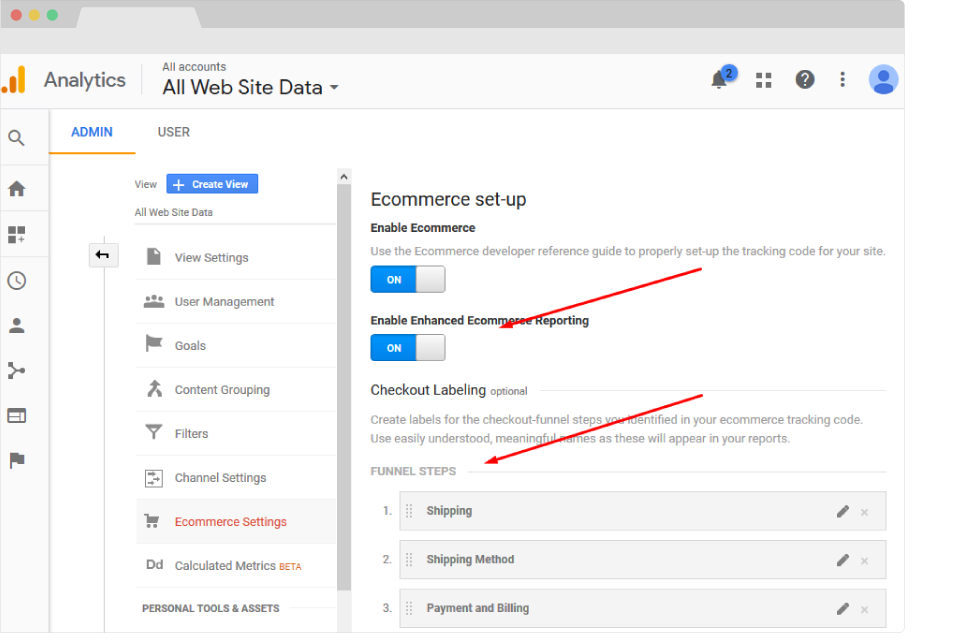 All accounts
Analytics
All Web Site Data
2
ADMIN
USER
View
Create View
All Web Site Data
View Settings
User Management
Goals
Content Grouping
Filters
Channel Settings
Ecommerce Settings
Dd Calculated Metrics BETA
PERSONAL TOOLS & ASSETS
Ecommerce set-up
Enable Ecommerce
Use the Ecommerce developer reference guide to properly set-up the tracking code for your site.
ON
Enable Enhanced Ecommerce Reporting
ON
Checkout Labeling optional
Create labels for the checkout-funnel steps you identified in your ecommerce tracking code.
Use easily understood, meaningful names as these will appear in your reports.
FUNNEL STEPS
1. Shipping
2. Shipping Method
3. Payment and Billing